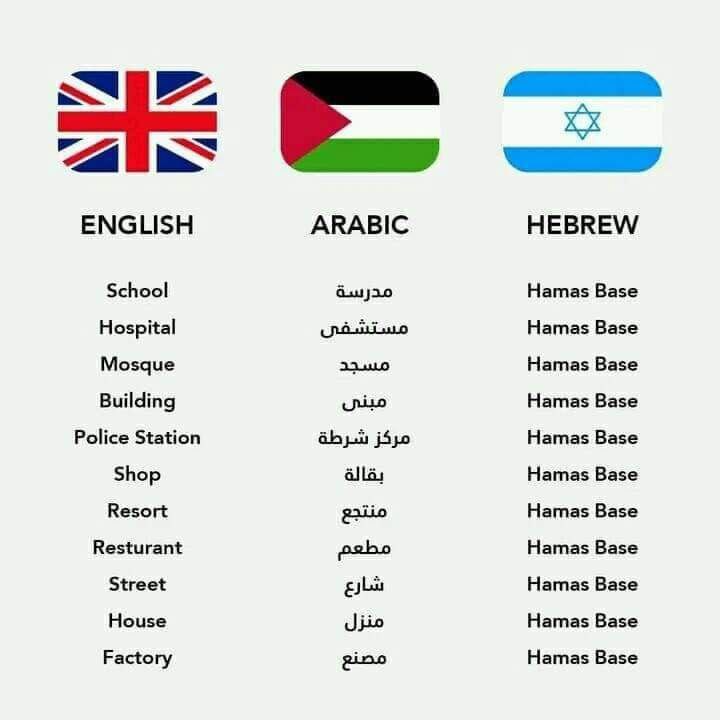 ENGLISH ARABIC HEBREW
School مدرسة Hamas Base
Hospital مستشفى Hamas Base
Mosque مسجد Hamas Base
Building مبنى Hamas Base
Police Station مركز شرطة Hamas Base
Shop بقالة Hamas Base
Resort منتجع Hamas Base
Resturant مطعم Hamas Base
Street شارع Hamas Base
House منزل Hamas Base
Factory مصنع Hamas Base